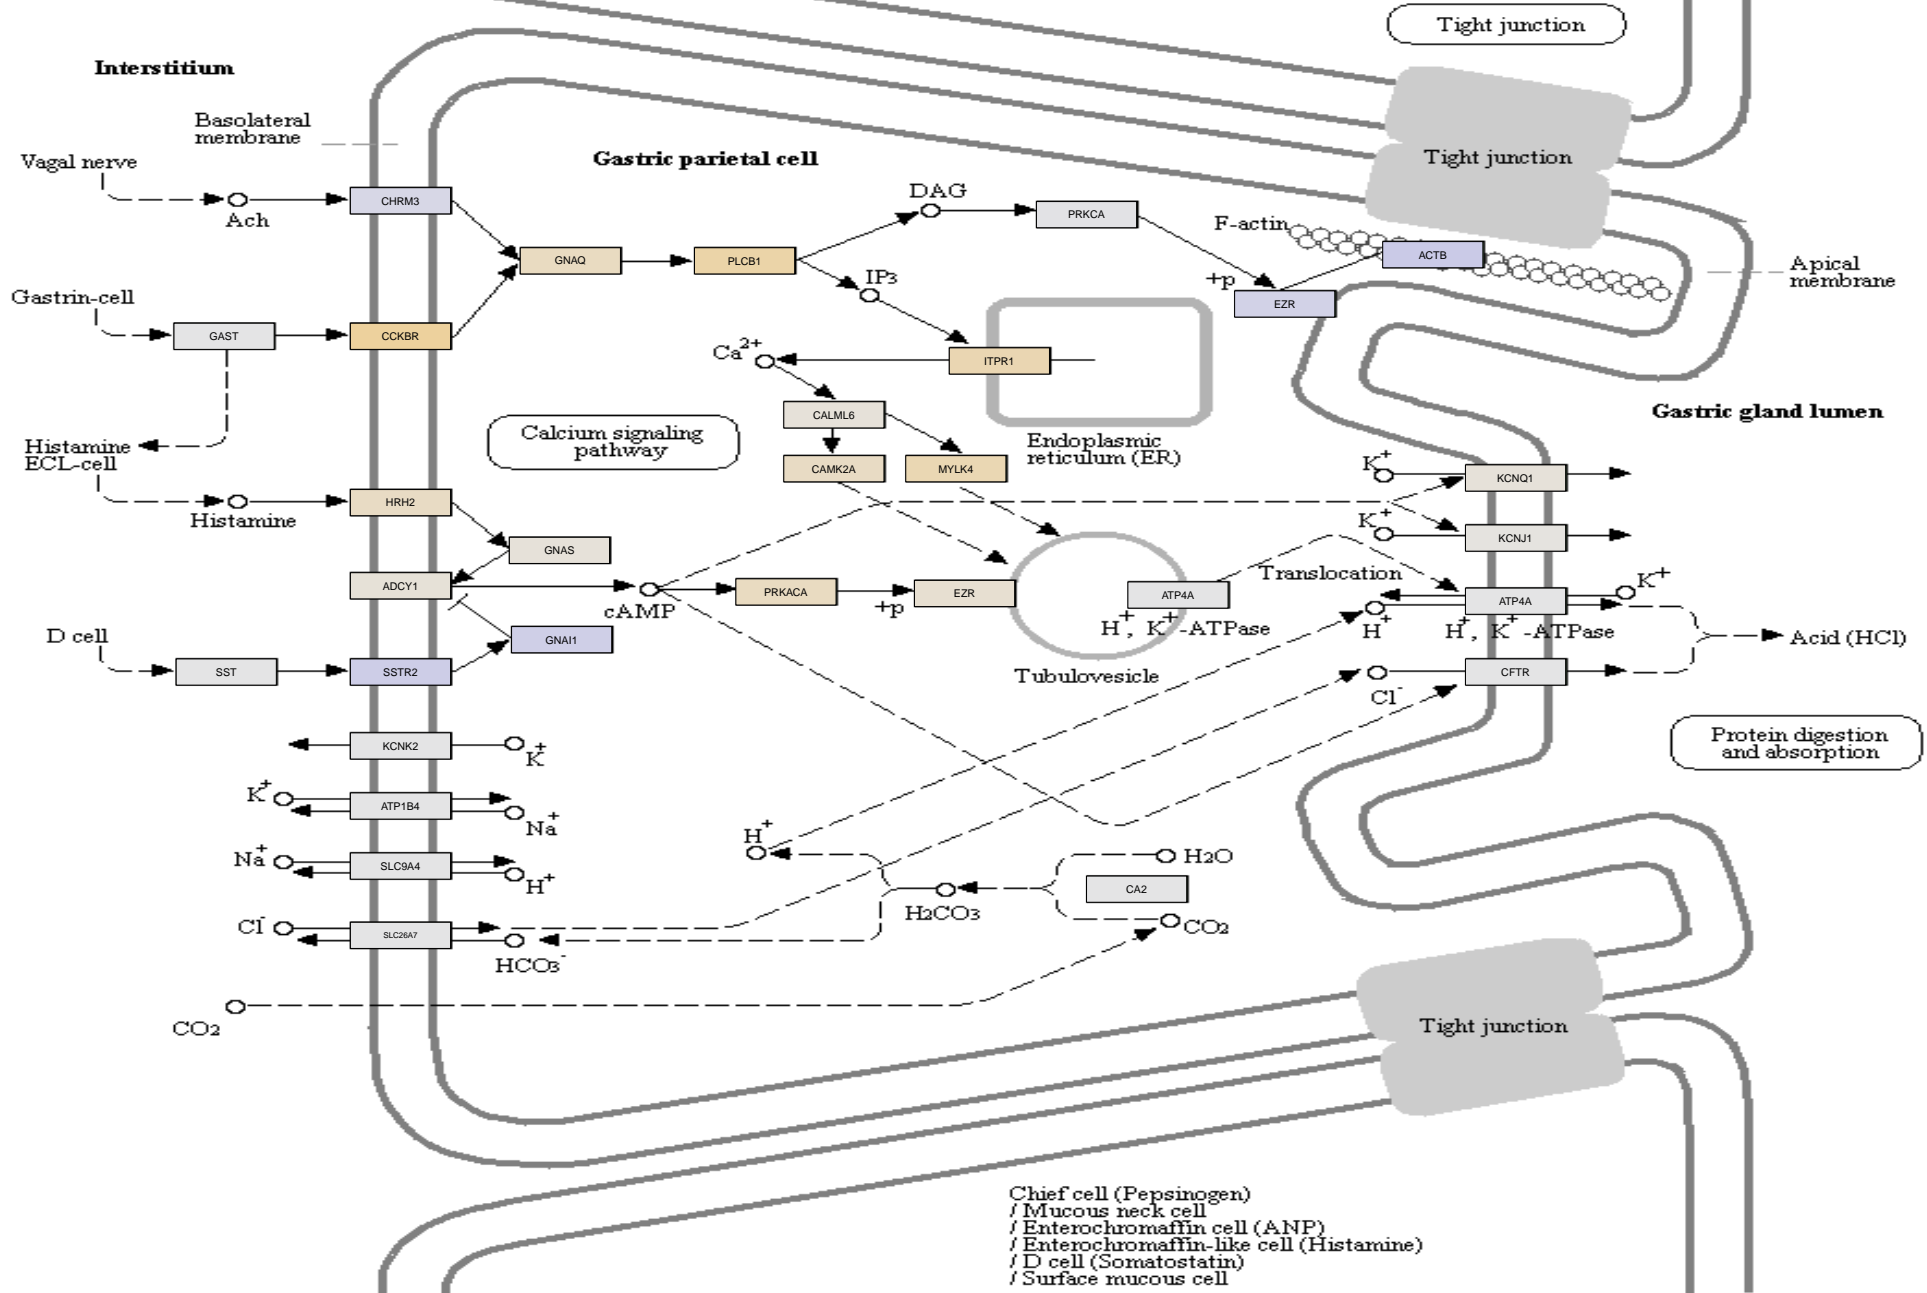 Tight junction
Interstitium
Basolateral
membrane
Vagal nerve
Gastric parietal cell
Tight junction
Ach
CHRM3
DAG
PRKCA
F-actin
GNAQ
PLCB1
ACTB
IP3
+p
EZR
Apical
membrane
Gastrin-cell
GAST
CCKBR
Ca2+
ITPR1
CALML6
Gastric gland lumen
Calcium signaling
pathway
Endoplasmic
reticulum (ER)
Histamine
ECL-cell
CAMK2A
MYLK4
K+
KCNQ1
Histamine
HRH2
K+
KCNJ1
GNAS
ADCY1
cAMP
PRKACA
+p
EZR
ATP4A
H+, K+-ATPase
Translocation
ATP4A
K+
H+
H+, K+-ATPase
Acid (HCl)
D cell
GNAI1
SST
SSTR2
Tubulovesicle
CFTR
Cl-
KCNK2
K+
Protein digestion
and absorption
K+
ATP1B4
Na+
Na+
SLC9A4
H+
H+
H2O
CA2
H2CO3
CO2
Cl-
SLC26A7
HCO3-
CO2
Tight junction
Chief cell (Pepsinogen)
/ Mucous neck cell
/ Enterochromaffin cell (ANP)
/ Enterochromaffin-like cell (Histamine)
/ D cell (Somatostatin)
/ Surface mucous cell